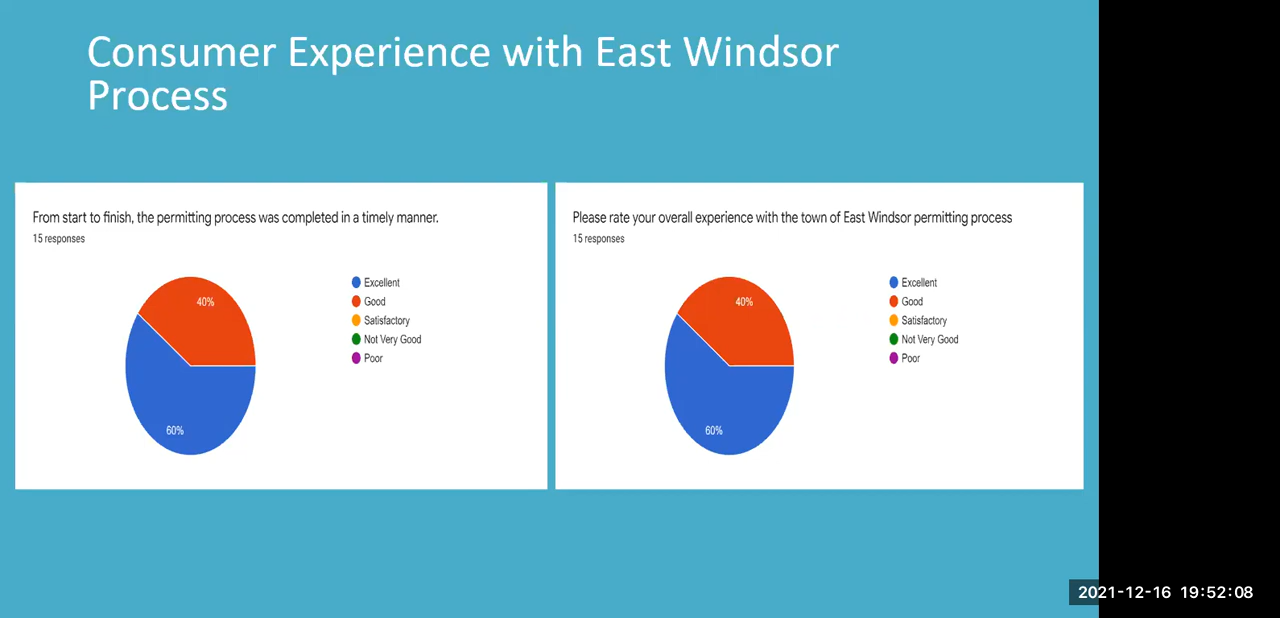 Consumer Experience with East Windsor
Process
From start to finish, the permitting process was completed in a timely manner.
15 responses
40%
60%
Excellent
Good
Satisfactory
Not Very Good
Poor
Please rate your overall experience with the town of East Windsor permitting process
15 responses
40%
60%
Excellent
Good
Satisfactory
Not Very Good
Poor
2021-12-16 19:52:08